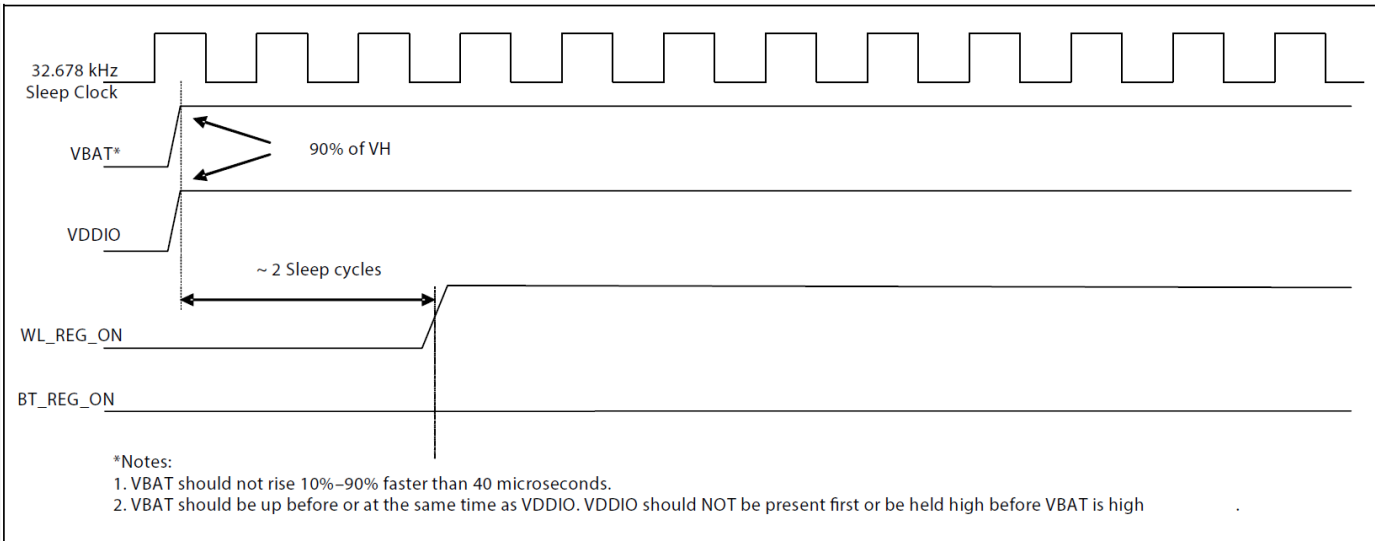 32.678 kHz
Sleep Clock
VBAT*
90% of VH
VDDIO
~ 2 Sleep cycles
WL_REG_ON
BT_REG_ON
*Notes:
1. VBAT should not rise 10%–90% faster than 40 microseconds.
2. VBAT should be up before or at the same time as VDDIO. VDDIO should NOT be present first or be held high before VBAT is high .